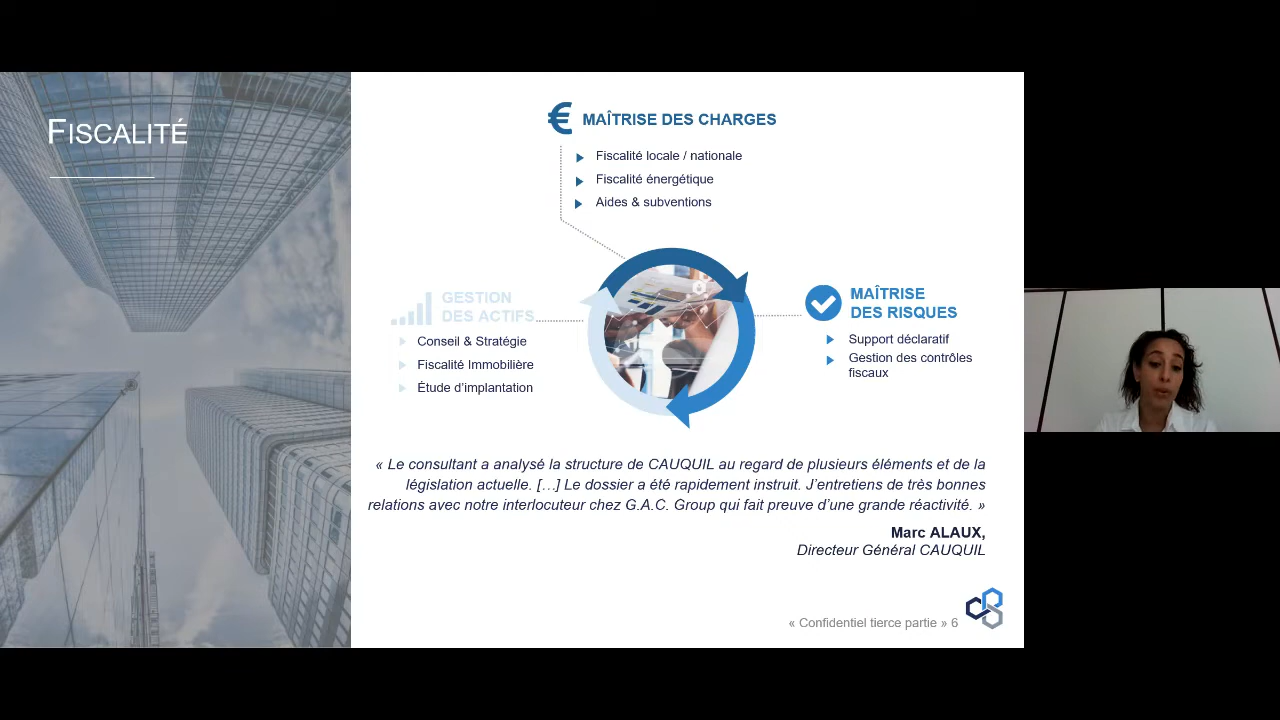 FISCALITÉ
€ MAÎTRISE DES CHARGES
Fiscalité locale / nationale
Fiscalité énergétique
Aides & subventions
GESTION
DES ACTIFS
Conseil & Stratégie
Fiscalité Immobilière
Étude d’implantation
MAÎTRISE
DES RISQUES
Support déclaratif
Gestion des contrôles
fiscaux
« Le consultant a analysé la structure de CAUQUIL au regard de plusieurs éléments et de la
législation actuelle. […] Le dossier a été rapidement instruit. J’entretiens de très bonnes
relations avec notre interlocuteur chez G.A.C. Group qui fait preuve d’une grande réactivité. »
Marc ALAUX,
Directeur Général CAUQUIL
« Confidentiel tierce partie » 6